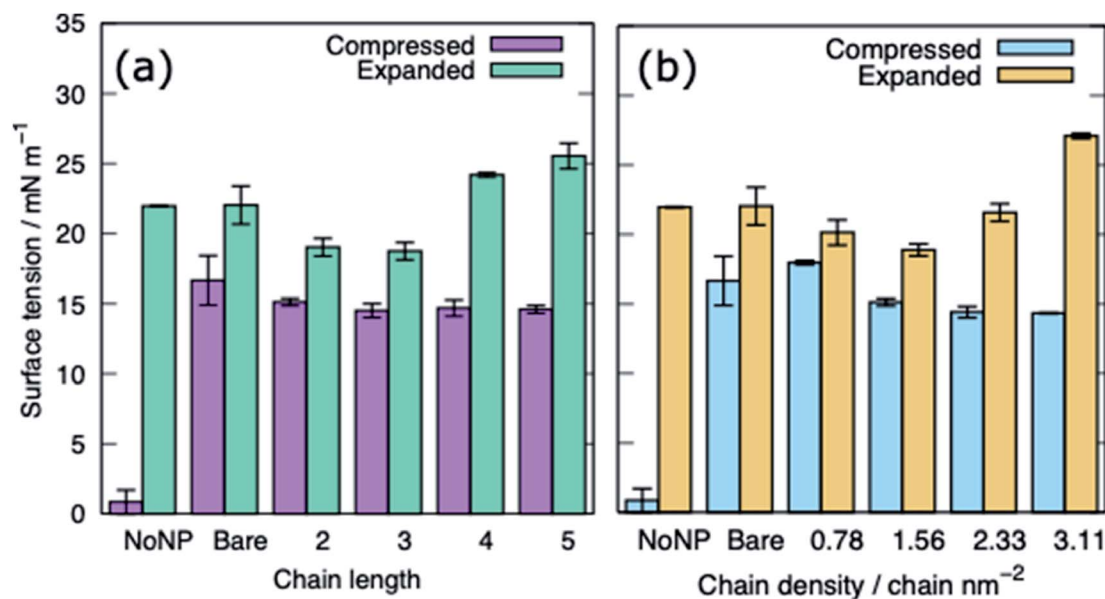 (a)
Compressed
Expanded
Surface tension / mN m⁻¹
35
30
25
20
15
10
5
0
NoNP Bare 2 3 4 5
Chain length
(b)
Compressed
Expanded
NoNP Bare 0.78 1.56 2.33 3.11
Chain density / chain nm⁻²